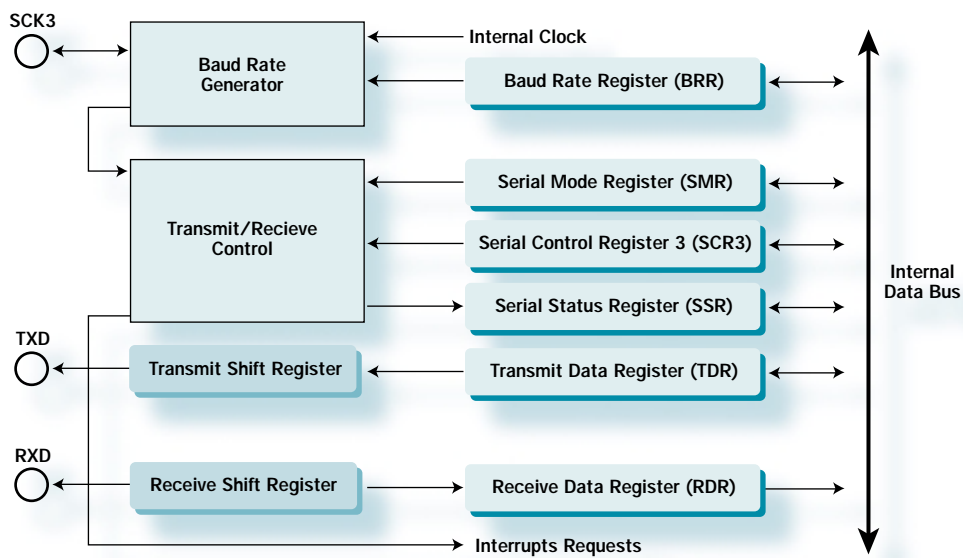 SCK3
Internal Clock
Baud Rate
Generator
Baud Rate Register (BRR)
Serial Mode Register (SMR)
Transmit/Recieve
Control
Serial Control Register 3 (SCR3)
Internal
Data Bus
Serial Status Register (SSR)
TXD
Transmit Shift Register
Transmit Data Register (TDR)
RXD
Receive Shift Register
Receive Data Register (RDR)
Interrupts Requests